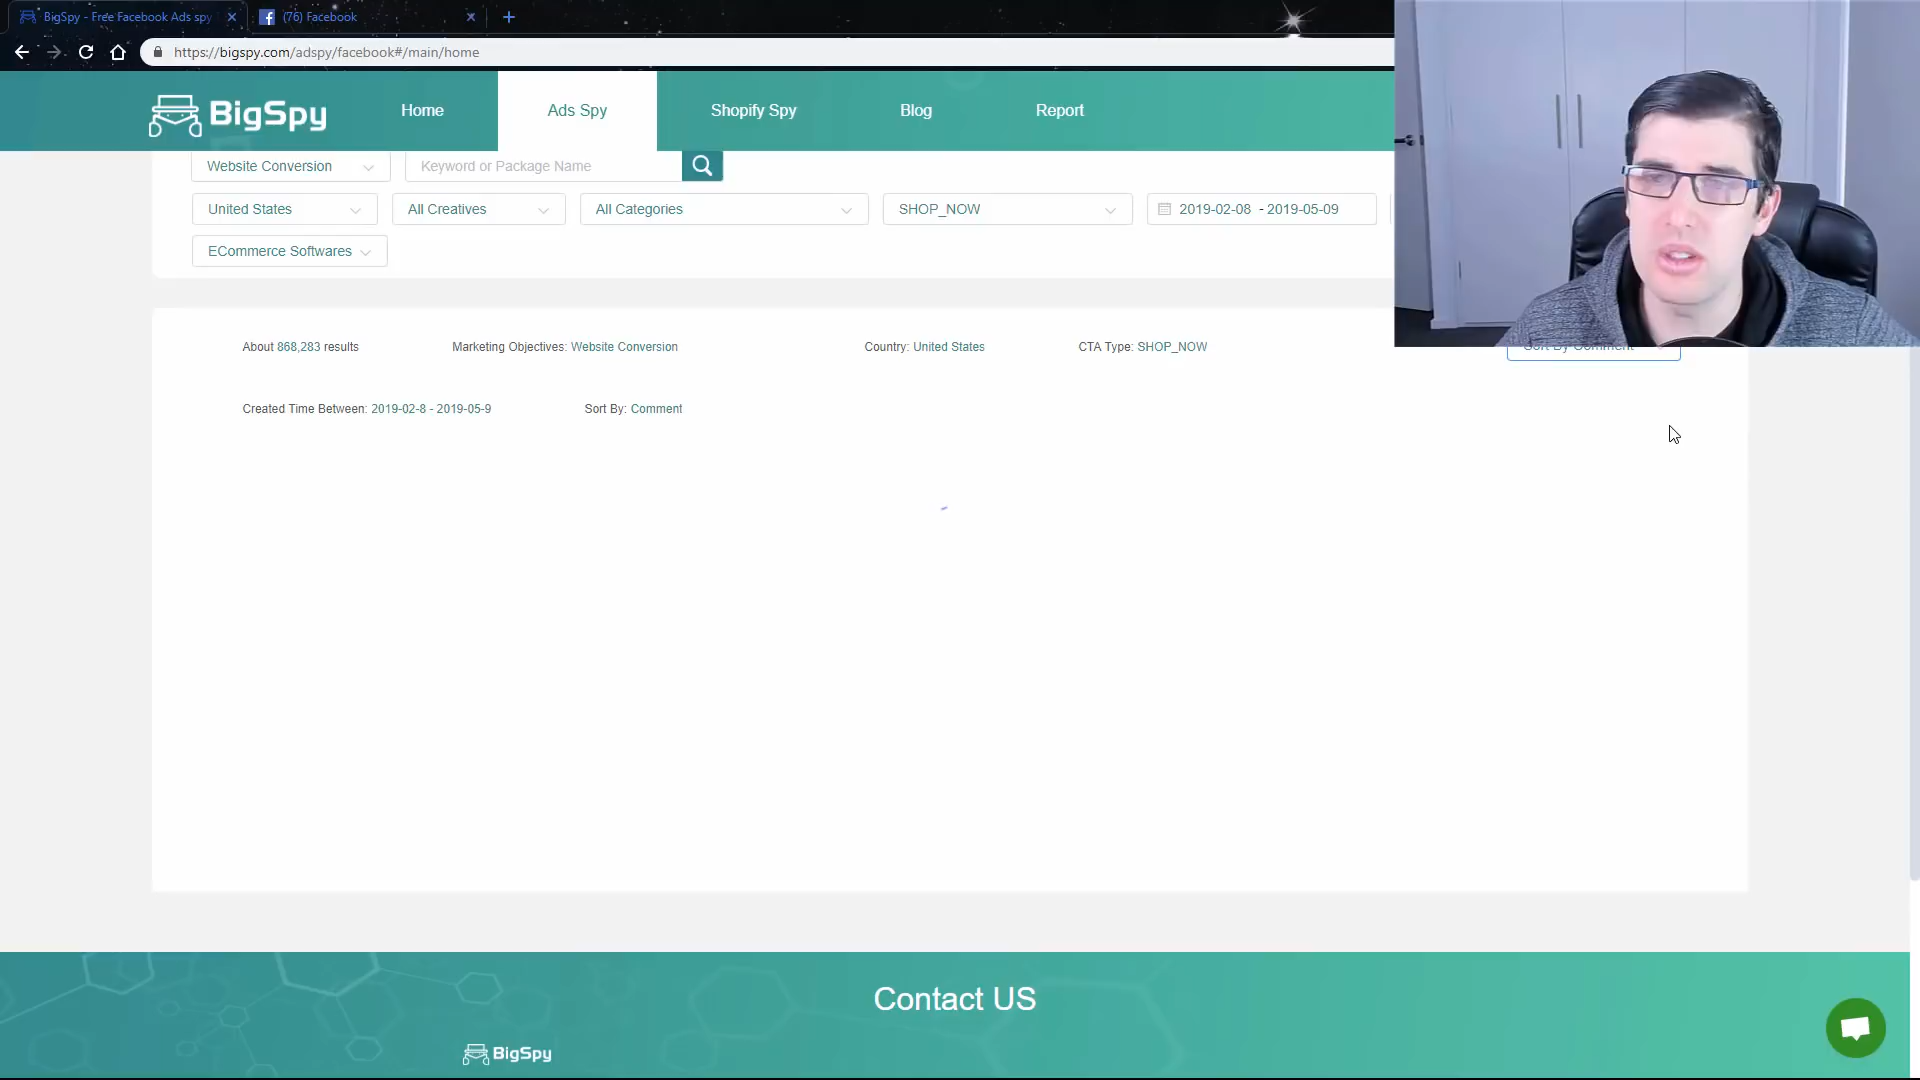 BigSpy - Free Facebook Ads spy
(76) Facebook
https://bigspy.com/adspy/facebook#/main/home
BigSpy
Home
Ads Spy
Shopify Spy
Blog
Report
Website Conversion
Keyword or Package Name
United States
All Creatives
All Categories
SHOP_NOW
2019-02-08 - 2019-05-09
ECommerce Softwares
About 868,283 results
Marketing Objectives: Website Conversion
Country: United States
CTA Type: SHOP_NOW
Sort By Comment
Created Time Between: 2019-02-8 - 2019-05-9
Sort By: Comment
Contact US
BigSpy